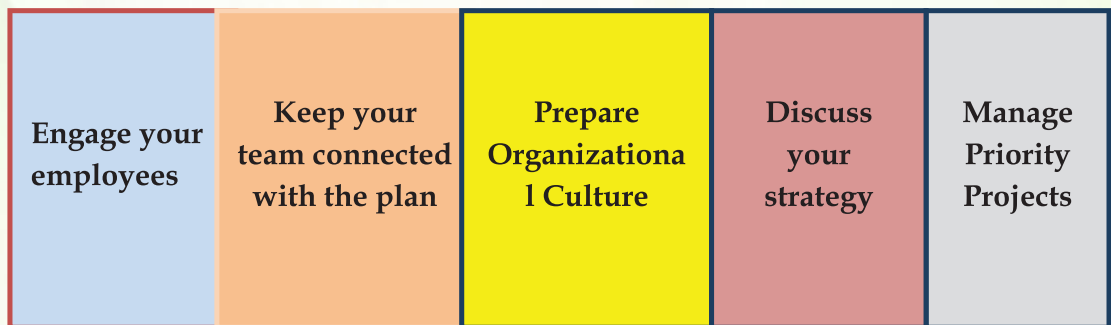 Engage your
employees
Keep your
team connected
with the plan
Prepare
Organizationa
l Culture
Discuss
your
strategy
Manage
Priority
Projects